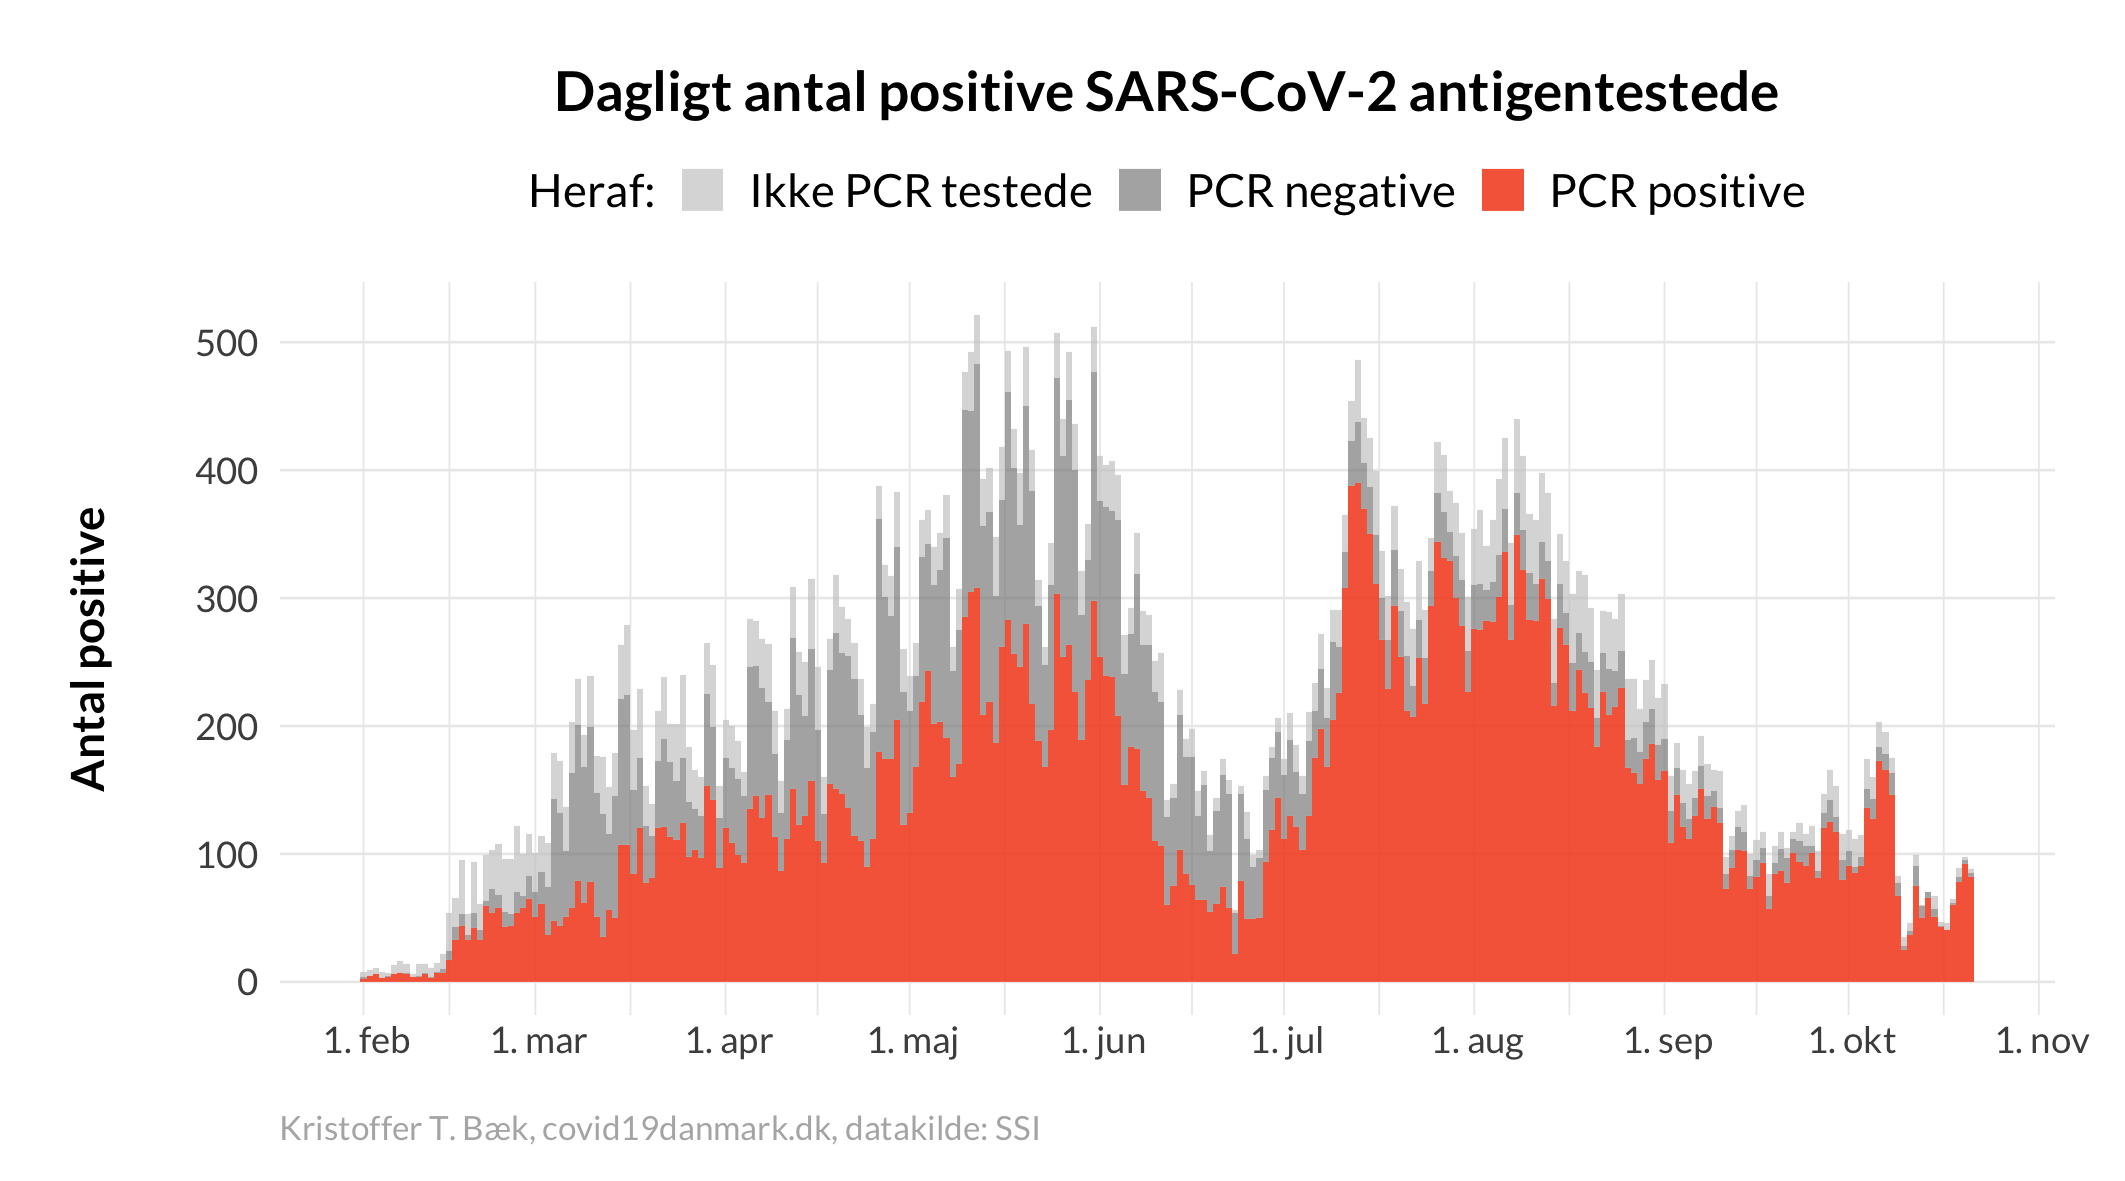 Dagligt antal positive SARS-CoV-2 antigentestede
Heraf: Ikke PCR testede PCR negative PCR positive
Antal positive
500
400
300
200
100
0
1. feb 1. mar 1. apr 1. maj 1. jun 1. jul 1. aug 1. sep 1. okt 1. nov
Kristoffer T. Bæk, covid19danmark.dk, datakilde: SSI